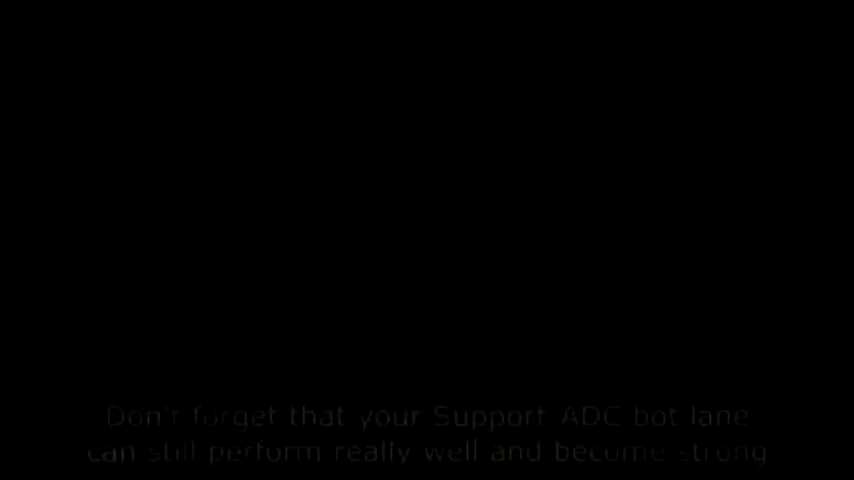 Don't forget that your Support ADC bot lane
can still perform really well and become strong